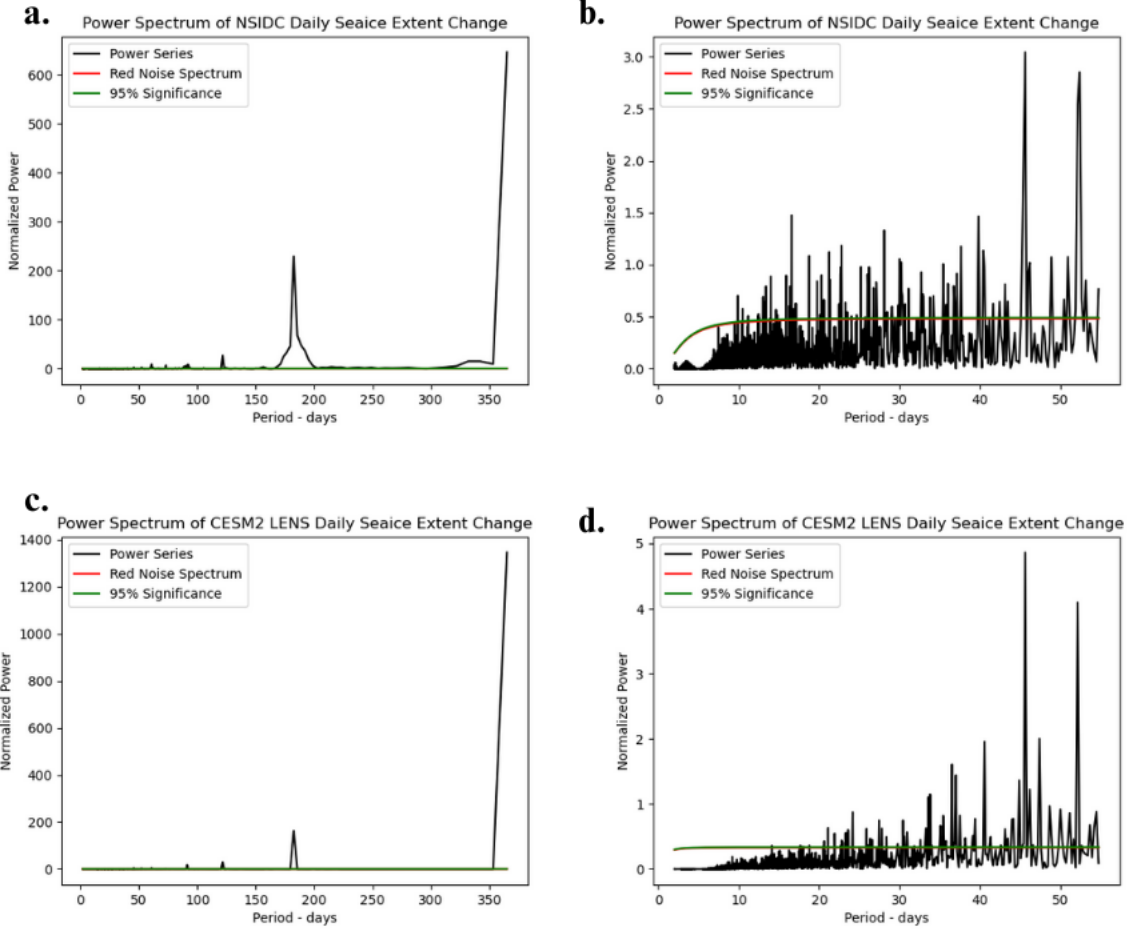 a.
Power Spectrum of NSIDC Daily Seaice Extent Change
Power Series
Red Noise Spectrum
95% Significance
Normalized Power
600
500
400
300
200
100
0
0 50 100 150 200 250 300 350
Period - days
b.
Power Spectrum of NSIDC Daily Seaice Extent Change
Power Series
Red Noise Spectrum
95% Significance
Normalized Power
3.0
2.5
2.0
1.5
1.0
0.5
0.0
0 10 20 30 40 50
Period - days
c.
Power Spectrum of CESM2 LENS Daily Seaice Extent Change
Power Series
Red Noise Spectrum
95% Significance
Normalized Power
1400
1200
1000
800
600
400
200
0
0 50 100 150 200 250 300 350
Period - days
d.
Power Spectrum of CESM2 LENS Daily Seaice Extent Change
Power Series
Red Noise Spectrum
95% Significance
Normalized Power
5
4
3
2
1
0
0 10 20 30 40 50
Period - days